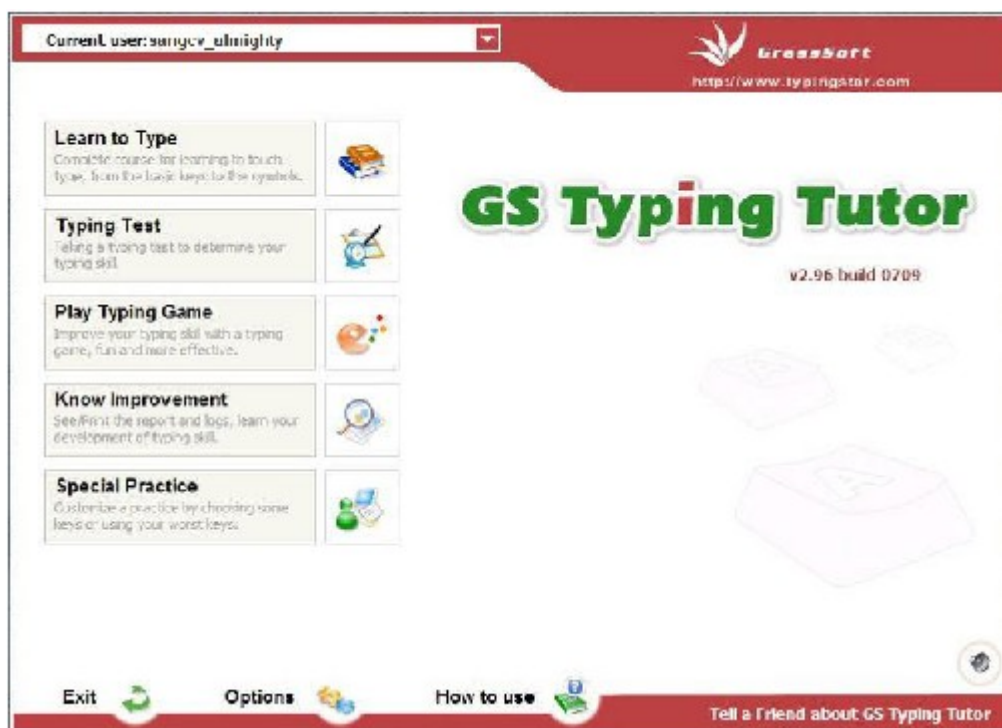 Current user: sangcv_almighty
GrassSoft
http://www.typingstar.com
Learn to Type
Complete course for learning to touch
type, from the basic keys to the symbols.
Typing Test
Taking a typing test to determine your
typing skill
Play Typing Game
Improve your typing skill with a typing
game, fun and more effective.
Know Improvement
See/Print the report and logs, learn your
development of typing skill.
Special Practice
Customize a practice by choosing some
keys or using your worst keys.
GS Typing Tutor
v2.96 build 0709
A
A
Exit
Options
How to use
Tell a Friend about GS Typing Tutor